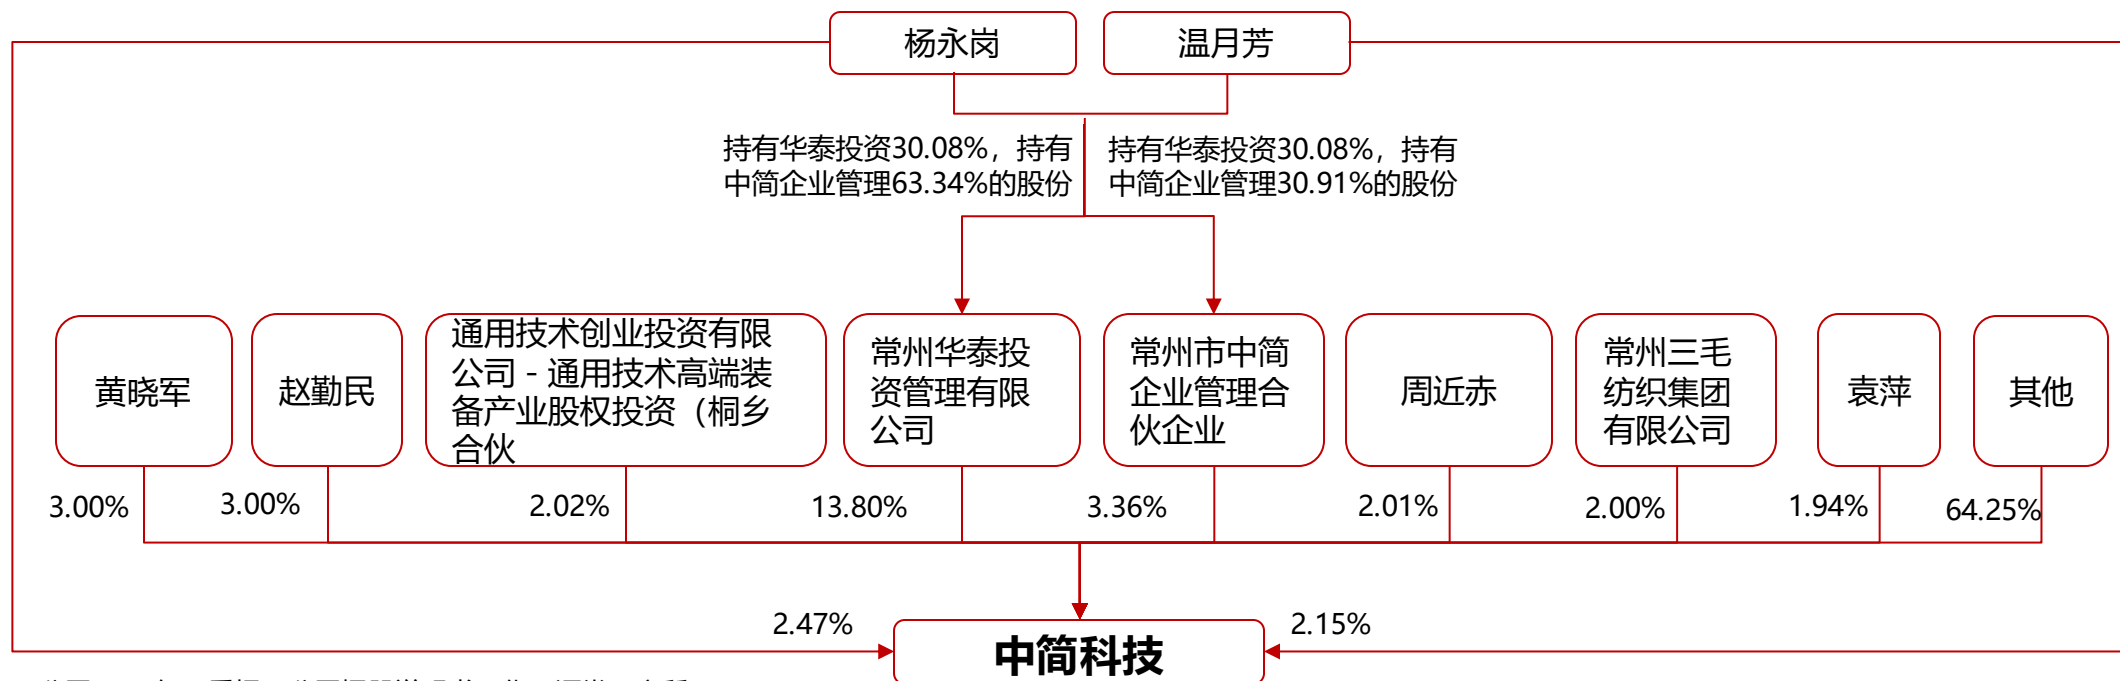 杨永岗
温月芳
持有华泰投资30.08%，持有
中简企业管理63.34%的股份
持有华泰投资30.08%，持有
中简企业管理30.91%的股份
黄晓军
赵勤民
通用技术创业投资有限
公司－通用技术高端装
备产业股权投资（桐乡
合伙
常州华泰投
资管理有限
公司
常州市中简
企业管理合
伙企业
周近赤
常州三毛
纺织集团
有限公司
袁萍
其他
3.00%
3.00%
2.02%
13.80%
3.36%
2.01%
2.00%
1.94%
64.25%
2.47%
2.15%
中简科技